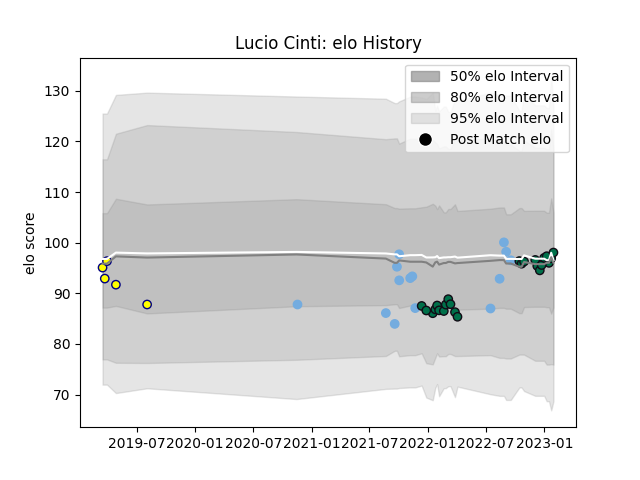 Lucio Cinti: elo History
50% elo Interval
80% elo Interval
95% elo Interval
Post Match elo
elo score
130
120
110
100
90
80
70
2019-07
2020-01
2020-07
2021-01
2021-07
2022-01
2022-07
2023-01